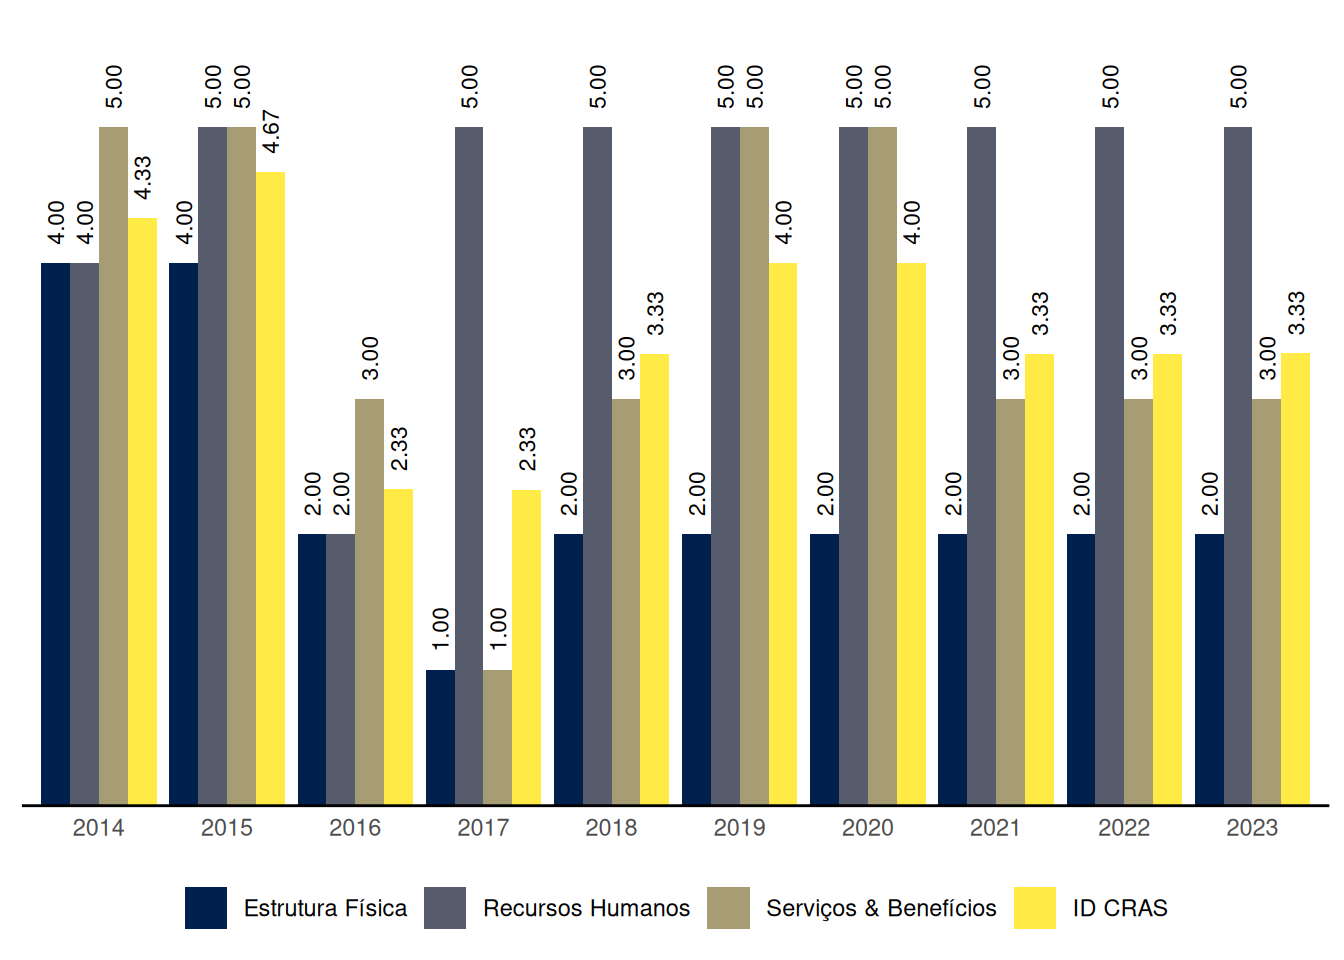 4.00 4.00 5.00 4.33 4.00 5.00 5.00 4.67 2.00 2.00 3.00 2.33 1.00 5.00 1.00 2.33 2.00 5.00 3.00 3.33 2.00 5.00 5.00 4.00 2.00 5.00 5.00 4.00 2.00 5.00 3.00 3.33 2.00 5.00 3.00 3.33 2.00 5.00 3.00 3.33
2014 2015 2016 2017 2018 2019 2020 2021 2022 2023
Estrutura Física Recursos Humanos Serviços & Benefícios ID CRAS